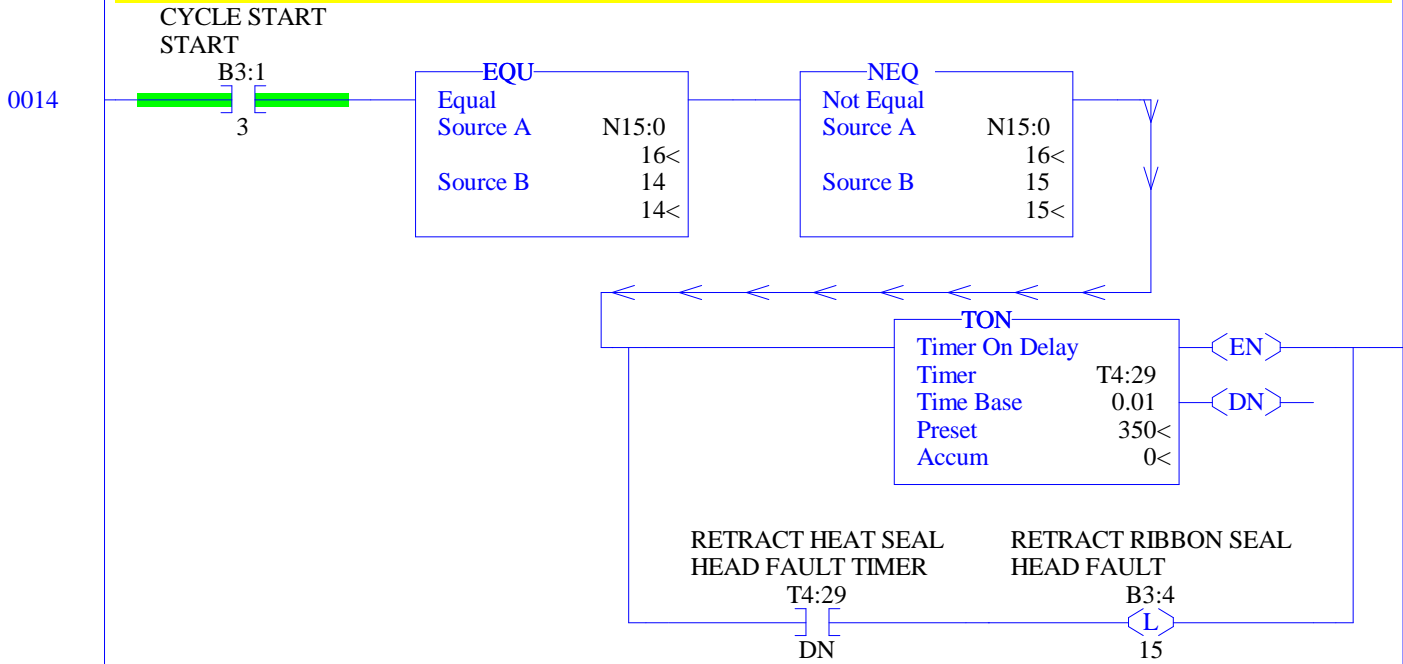 CYCLE START
START
B3:1
0014
3
EQU
Equal
Source A N15:0
16<
Source B 14
14<
NEQ
Not Equal
Source A N15:0
16<
Source B 15
15<
TON
Timer On Delay
Timer T4:29
Time Base 0.01
Preset 350<
Accum 0<
EN
DN
RETRACT HEAT SEAL
HEAD FAULT TIMER
T4:29
DN
RETRACT RIBBON SEAL
HEAD FAULT
B3:4
L
15